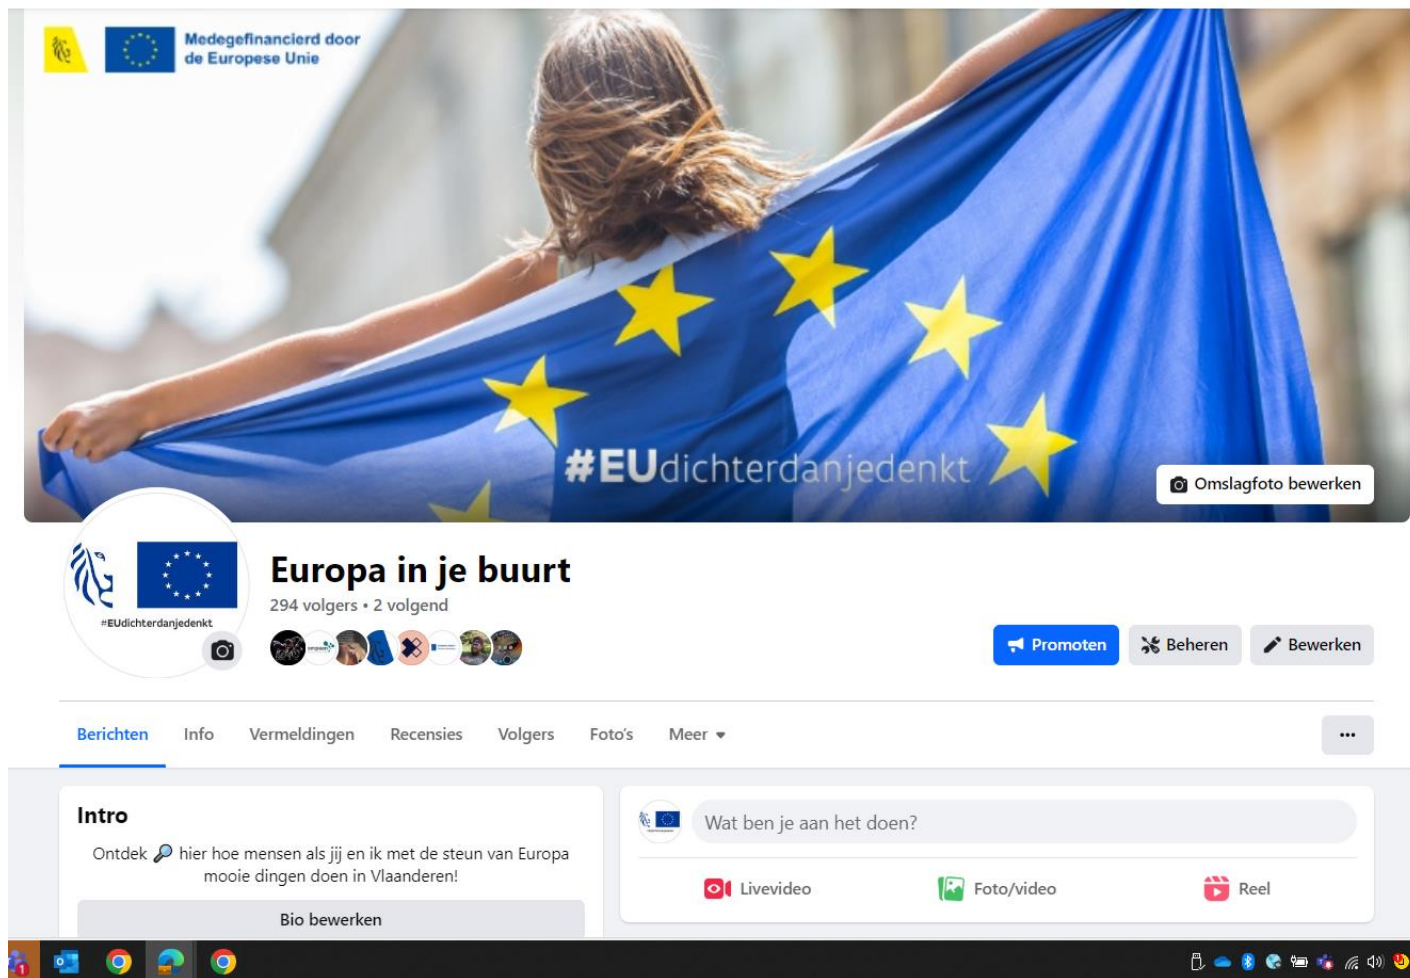 Medegefinancierd door
de Europese Unie
#EUdichterdanjedenkt
Omslagfoto bewerken
#EUdichterdanjedenkt
Europa in je buurt
294 volgers • 2 volgend
Promoten
Beheren
Bewerken
Berichten
Info
Vermeldingen
Recensies
Volgers
Foto's
Meer
Intro
Ontdek 🔎 hier hoe mensen als jij en ik met de steun van Europa
mooie dingen doen in Vlaanderen!
Bio bewerken
Wat ben je aan het doen?
Livevideo
Foto/video
Reel
1